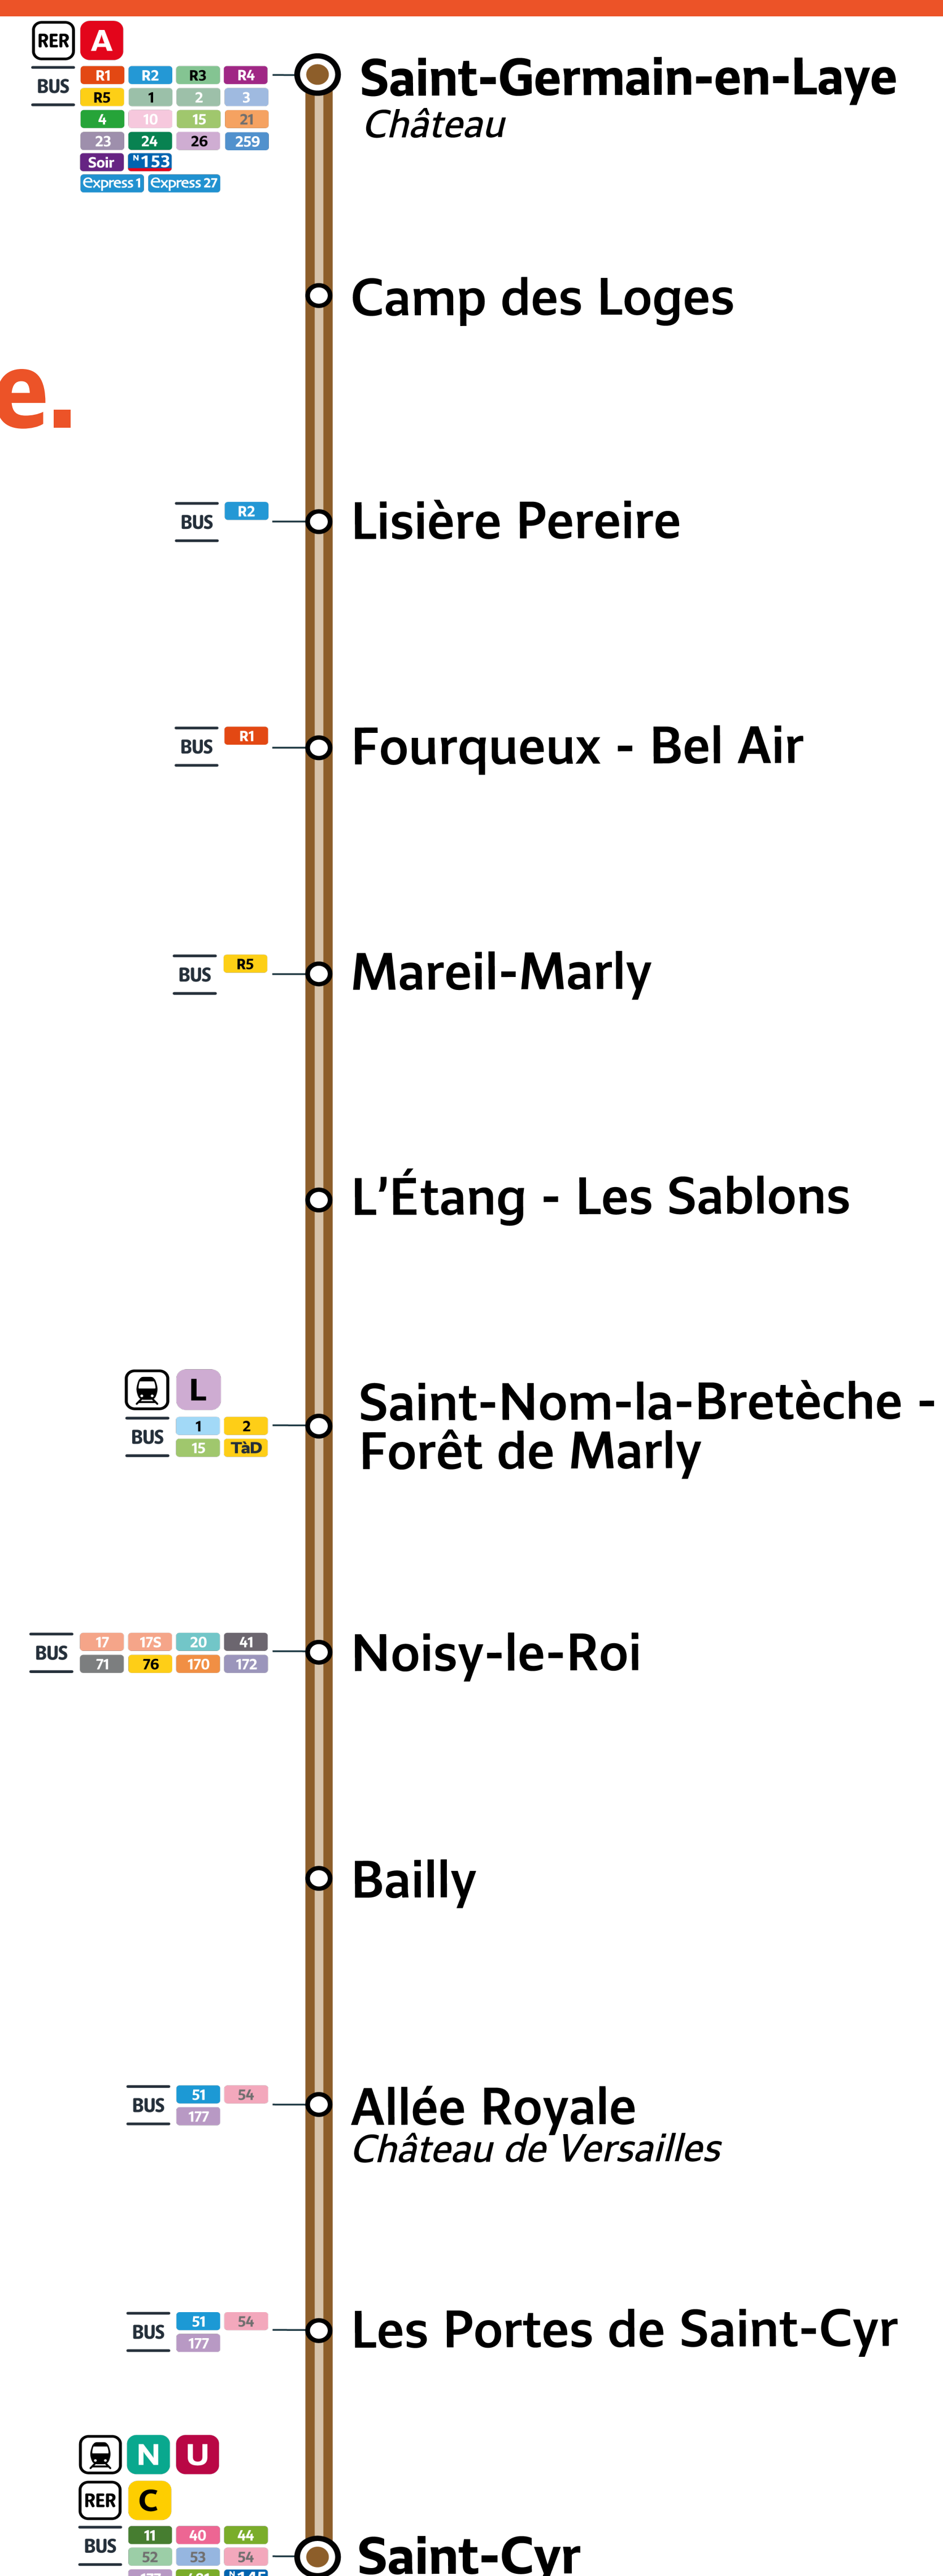 RER A
BUS R1 R2 R3 R4
R5 1 2 3
4 10 15 21
23 24 26 259
Soir N153
express 1 express 27
Saint-Germain-en-Laye
Château
Camp des Loges
e.
BUS R2
Lisière Pereire
BUS R1
Fourqueux - Bel Air
BUS R5
Mareil-Marly
L'Étang - Les Sablons
L
BUS 1 2
15 TàD
Saint-Nom-la-Bretèche -
Forêt de Marly
BUS 17 17S 20 41
71 76 170 172
Noisy-le-Roi
Bailly
BUS 51 54
177
Allée Royale
Château de Versailles
BUS 51 54
177
Les Portes de Saint-Cyr
N U
RER C
BUS 11 40 44
52 53 54
Saint-Cyr